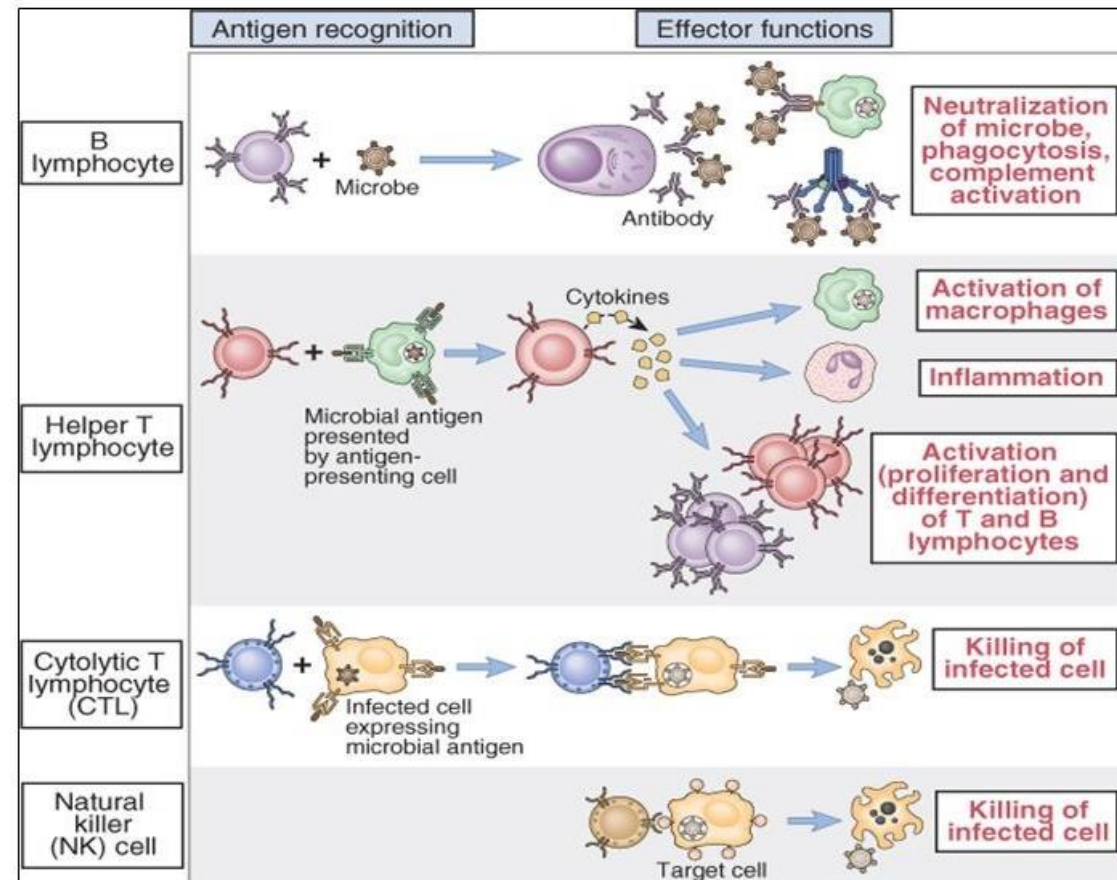 Antigen recognition
Effector functions
B
lymphocyte
+
Microbe
Antibody
Neutralization
of microbe,
phagocytosis,
complement
activation
Helper T
lymphocyte
+
Microbial antigen
presented
by antigen-
presenting cell
Cytokines
Activation of
macrophages
Inflammation
Activation
(proliferation and
differentiation)
of T and B
lymphocytes
Cytolytic T
lymphocyte
(CTL)
+
Infected cell
expressing
microbial antigen
Killing of
infected cell
Natural
killer
(NK) cell
Target cell
Killing of
infected cell